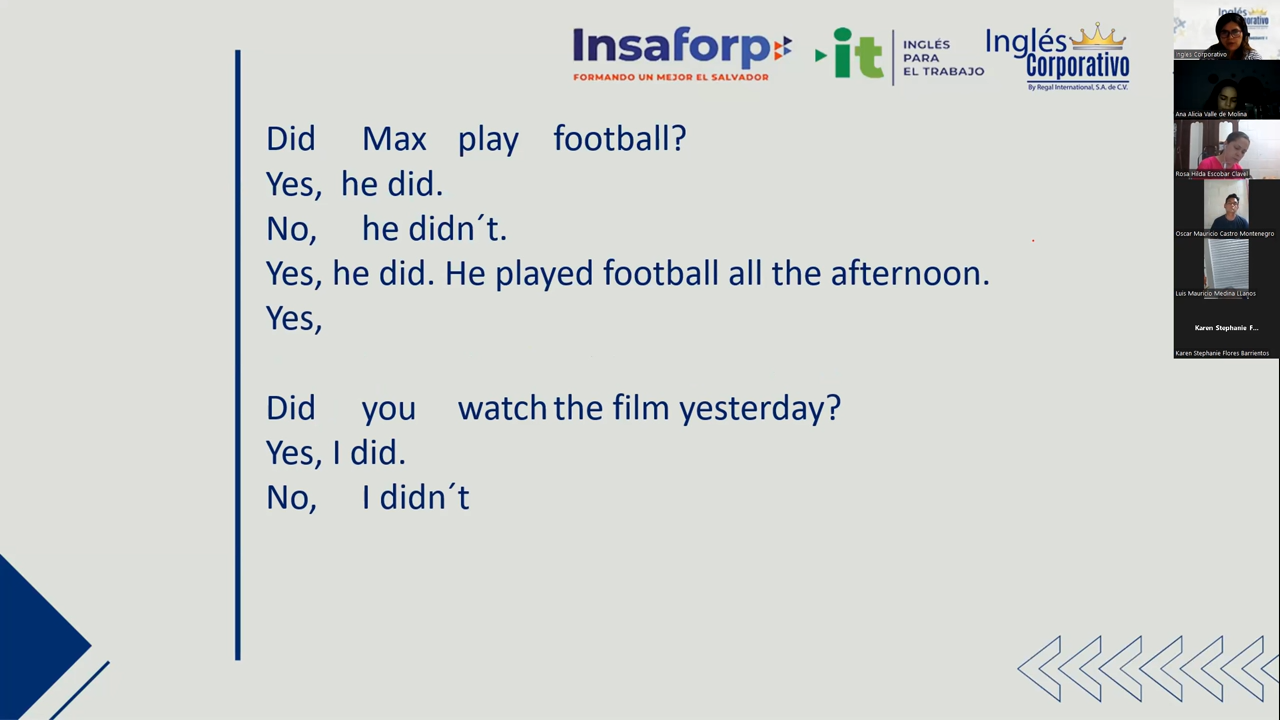 Insaforp
FORMANDO UN MEJOR EL SALVADOR
it
INGLÉS
PARA
EL TRABAJO
Inglés
Corporativo
By Regal International, S.A. de C.V.
Did Max play football?
Yes, he did.
No, he didn´t.
Yes, he did. He played football all the afternoon.
Yes,
Did you watch the film yesterday?
Yes, I did.
No, I didn´t
Inglés Corporativo
Ana Alicia Valle de Molina
Rosa Hilda Escobar Clavel
Oscar Mauricio Castro Montenegro
Luis Mauricio Medina LLanos
Karen Stephanie F...
Karen Stephanie Flores Barrientos